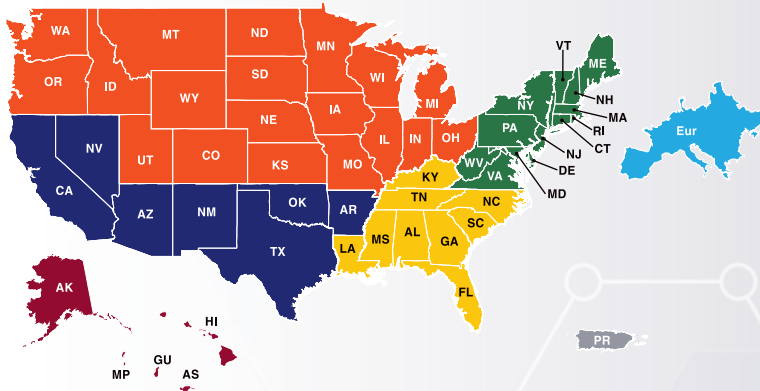 WA
MT
ND
MN
VT
ME
OR
ID
SD
WI
MI
NY
NH
WY
IA
MA
NE
PA
RI
Eur
NV
UT
CO
KS
MO
IL
IN
OH
WV
VA
NJ
CT
DE
MD
CA
AZ
NM
OK
AR
KY
TN
NC
SC
TX
LA
MS
AL
GA
FL
AK
HI
GU
MP
AS
PR